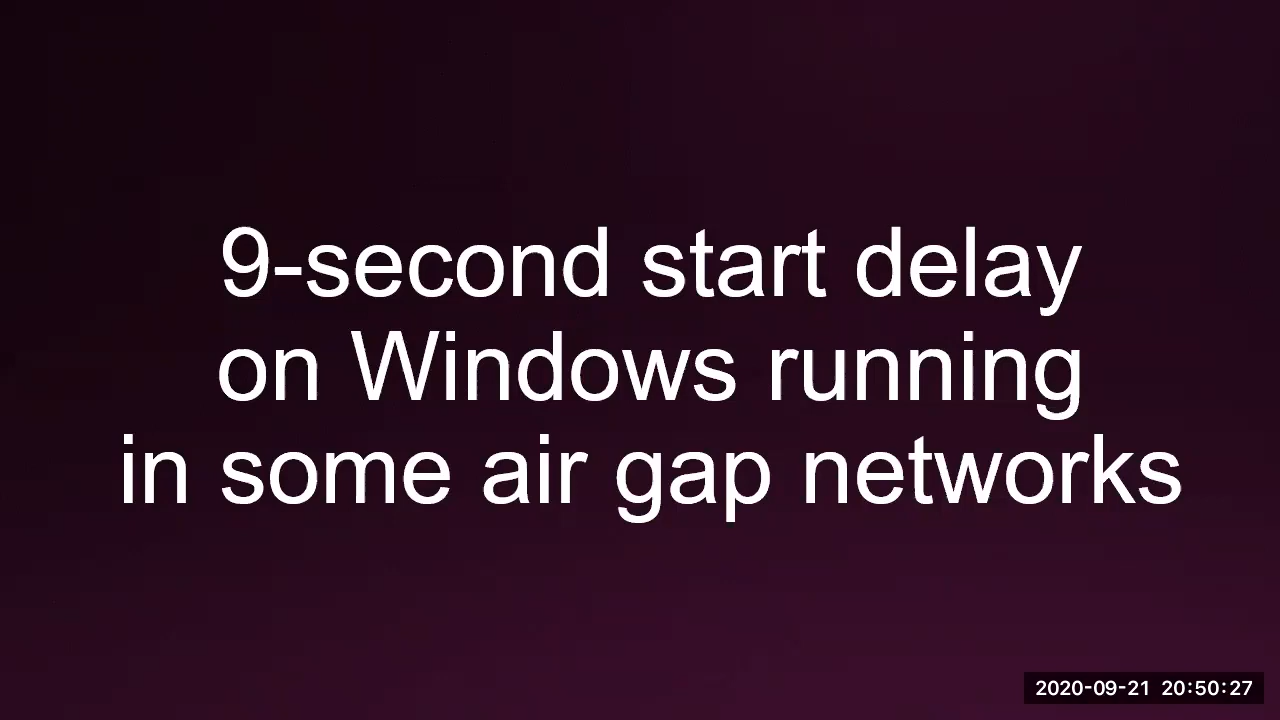 9-second start delay
on Windows running
in some air gap networks
2020-09-21 20:50:27